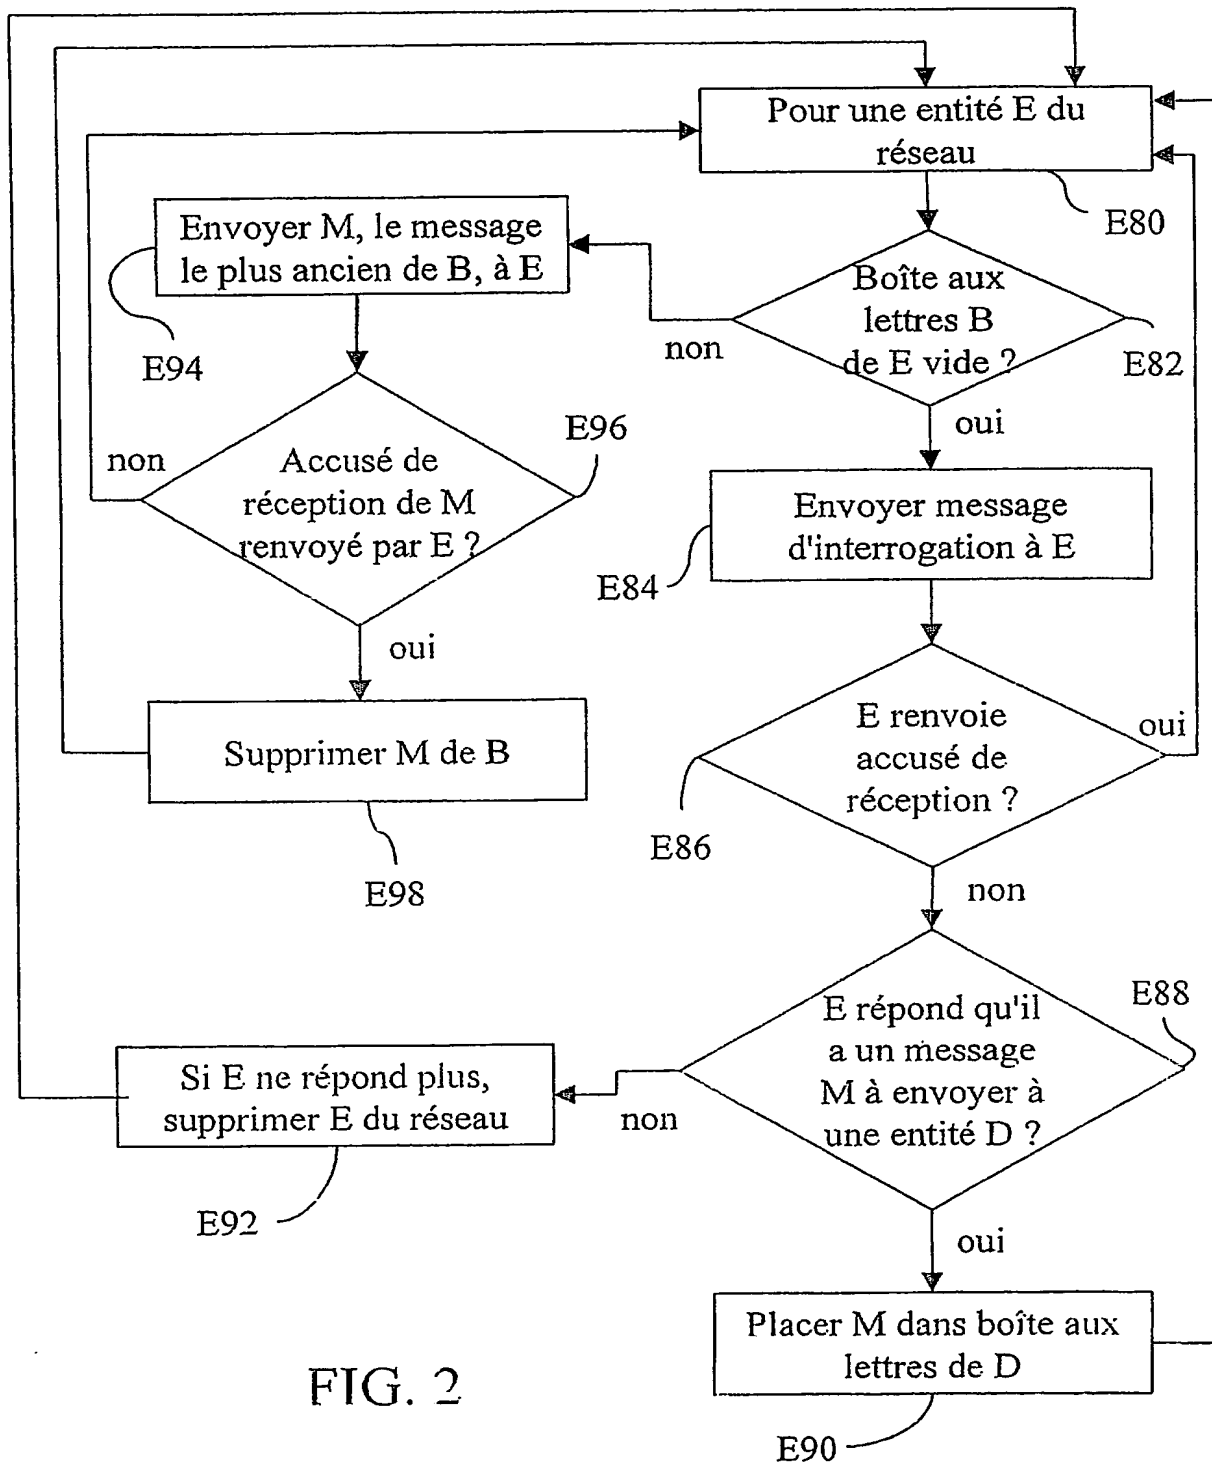 Pour une entité E du
réseau
E80
Envoyer M, le message
le plus ancien de B, à E
E94
Boîte aux
lettres B
de E vide ?
E82
non
oui
Accusé de
réception de M
renvoyé par E ?
E96
non
oui
Envoyer message
d'interrogation à E
E84
Supprimer M de B
E98
E renvoie
accusé de
réception ?
E86
oui
non
E répond qu'il
a un message
M à envoyer à
une entité D ?
E88
non
oui
Si E ne répond plus,
supprimer E du réseau
E92
Placer M dans boîte aux
lettres de D
E90
FIG. 2